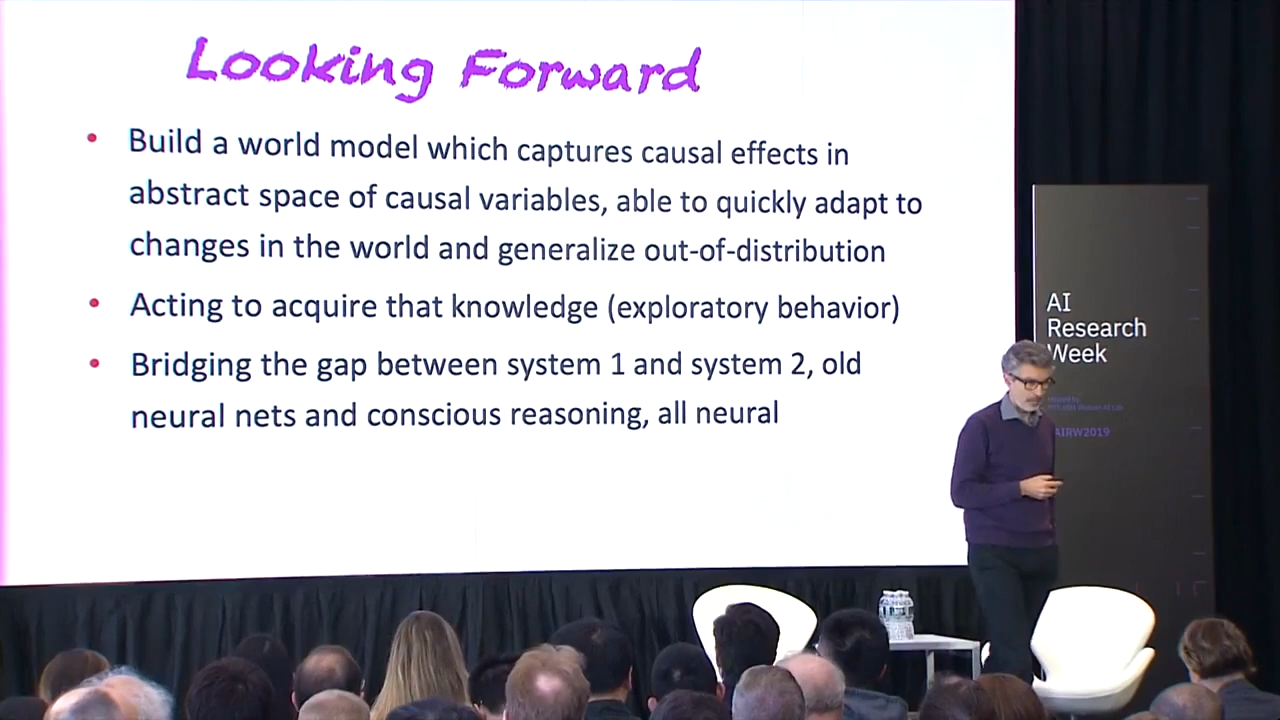 Looking Forward
• Build a world model which captures causal effects in
abstract space of causal variables, able to quickly adapt to
changes in the world and generalize out-of-distribution
• Acting to acquire that knowledge (exploratory behavior)
• Bridging the gap between system 1 and system 2, old
neural nets and conscious reasoning, all neural
AI
Research
Week
AIRW2019